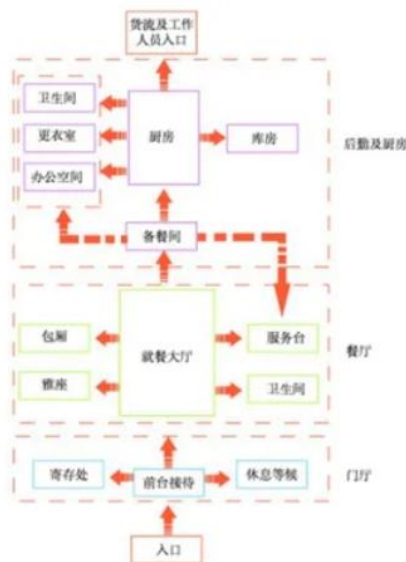 货流及工作
人员入口
卫生间
更衣室
办公空间
厨房
库房
后勤及厨房
备餐间
包厢
雅座
就餐大厅
服务台
卫生间
餐厅
寄存处
前台接待
休息等候
门厅
入口